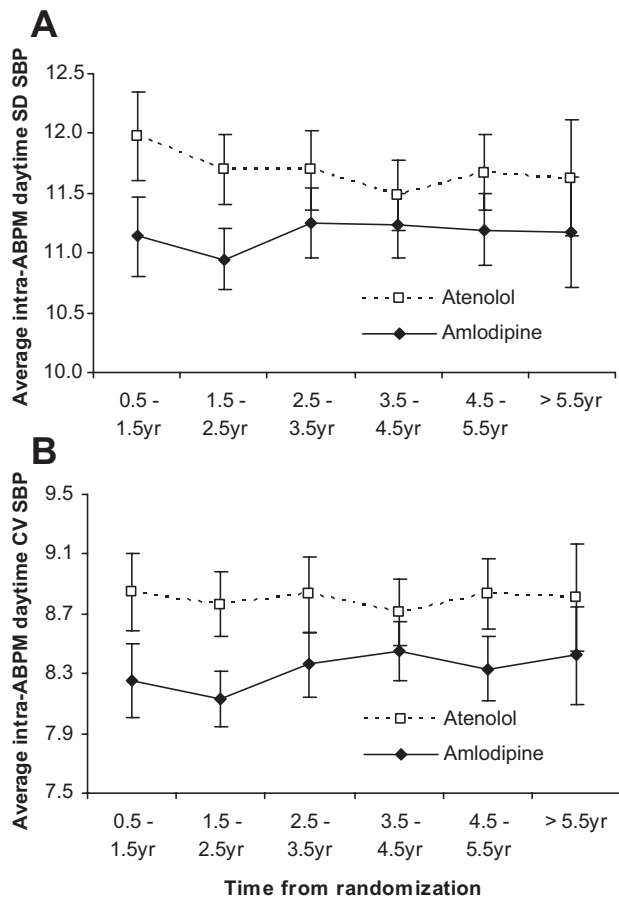 A
Average intra-ABPM daytime SD SBP
12.5
12.0
11.5
11.0
10.5
10.0
Atenolol
Amlodipine
0.5 -
1.5yr
1.5 -
2.5yr
2.5 -
3.5yr
3.5 -
4.5yr
4.5 -
5.5yr
> 5.5yr
B
Average intra-ABPM daytime CV SBP
9.5
9.1
8.7
8.3
7.9
7.5
Atenolol
Amlodipine
0.5 -
1.5yr
1.5 -
2.5yr
2.5 -
3.5yr
3.5 -
4.5yr
4.5 -
5.5yr
> 5.5yr
Time from randomization